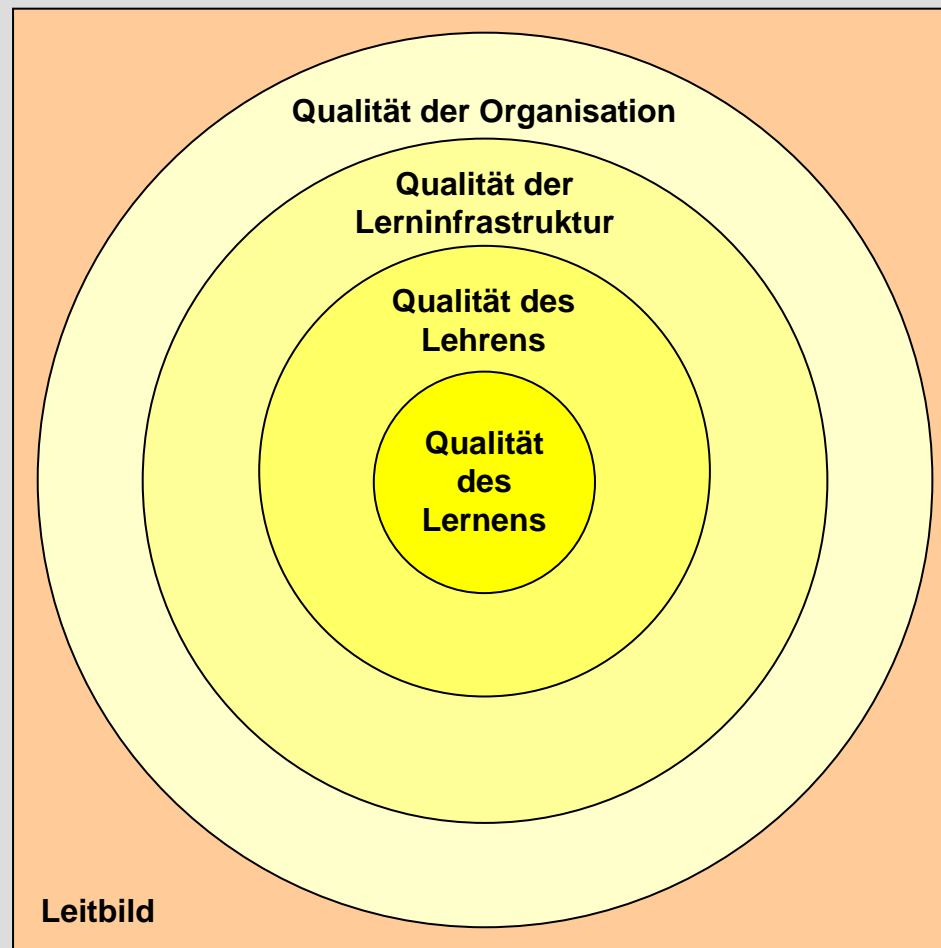 Qualität der Organisation
Qualität der
Lerninfrastruktur
Qualität des
Lehrens
Qualität
des
Lernens
Leitbild